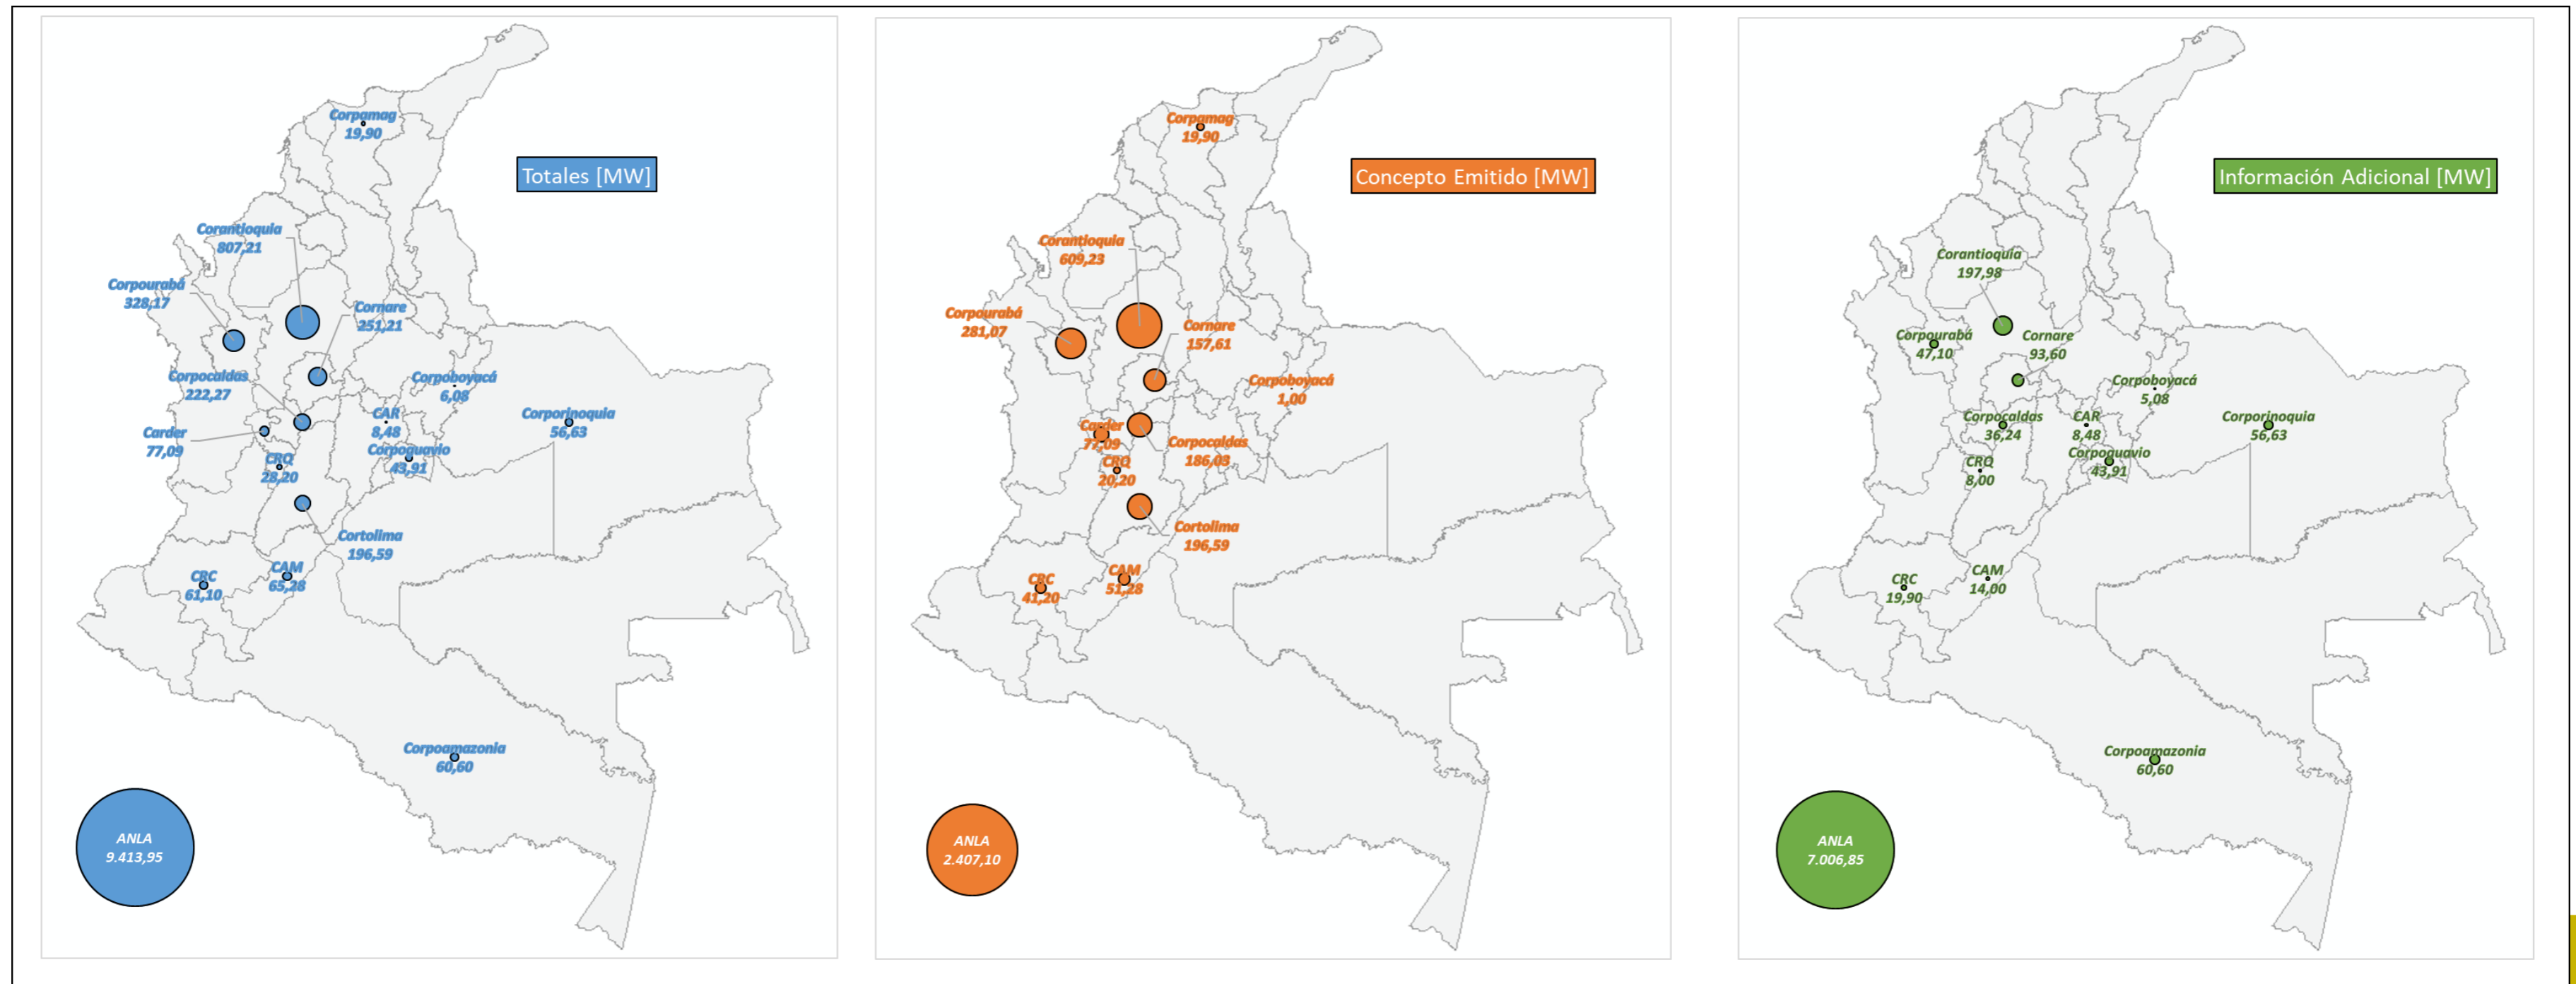 Totales [MW]
Corpamag
19,90
Corantioquia
807,21
Corpourabá
328,17
Cornare
251,21
Corpocaldas
222,27
Corpoboyacá
6,08
CAR
8,48
Corporinoquia
56,63
Carder
77,09
Corpoguavio
43,91
CRQ
28,20
Cortolima
196,59
CAM
65,28
CRC
61,10
Corpoamazonia
60,60
ANLA
9.413,95
Concepto Emitido [MW]
Corpamag
19,90
Corantioquia
609,23
Corpourabá
281,07
Cornare
157,61
Corpoboyacá
1,00
Carder
77,09
Corpocaldas
186,03
CRQ
20,20
Cortolima
196,59
CAM
51,28
CRC
41,20
ANLA
2.407,10
Información Adicional [MW]
Corantioquia
197,98
Corpourabá
47,10
Cornare
93,60
Corpoboyacá
5,08
Corpocaldas
36,24
CAR
8,48
Corporinoquia
56,63
Corpoguavio
43,91
CRQ
8,00
CAM
14,00
CRC
19,90
Corpoamazonia
60,60
ANLA
7.006,85